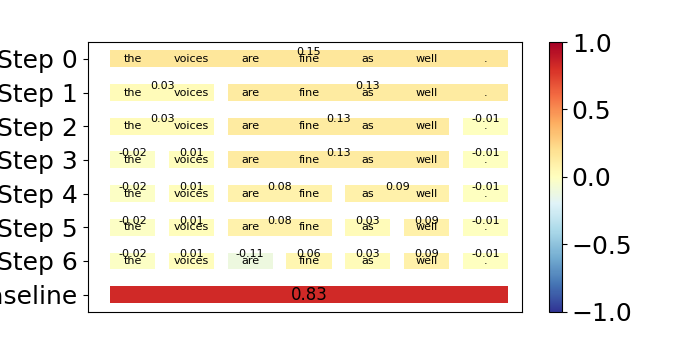 0.15
Step 0 the voices are fine as well .
0.03 0.13
Step 1 the voices are fine as well .
0.03 0.13 -0.01
Step 2 the voices are fine as well .
-0.02 0.01 0.13 -0.01
Step 3 the voices are fine as well .
-0.02 0.01 0.08 0.09 -0.01
Step 4 the voices are fine as well .
-0.02 0.01 0.08 0.03 0.09 -0.01
Step 5 the voices are fine as well .
-0.02 0.01 -0.11 0.06 0.03 0.09 -0.01
Step 6 the voices are fine as well .
aseline 0.83
1.0
0.5
0.0
−0.5
−1.0